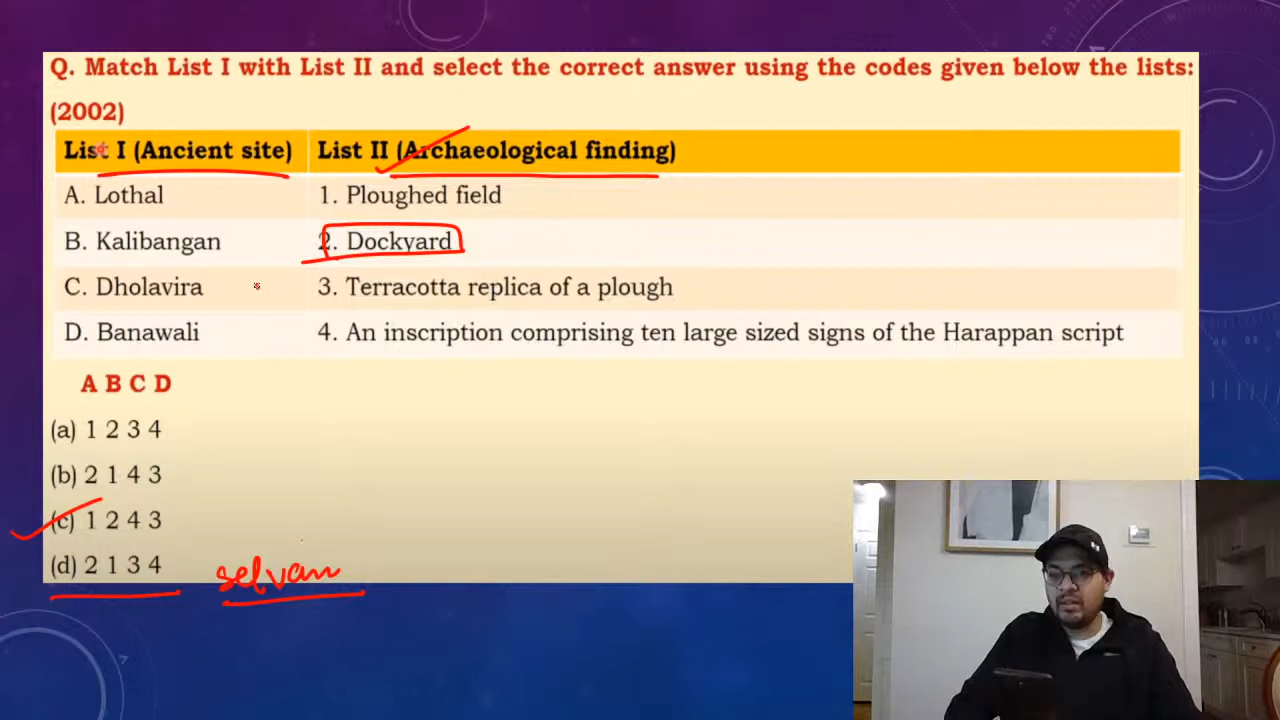 Q. Match List I with List II and select the correct answer using the codes given below the lists:
(2002)
List I (Ancient site) List II (Archaeological finding)
A. Lothal 1. Ploughed field
B. Kalibangan 2. Dockyard
C. Dholavira 3. Terracotta replica of a plough
D. Banawali 4. An inscription comprising ten large sized signs of the Harappan script
A B C D
(a) 1 2 3 4
(b) 2 1 4 3
(c) 1 2 4 3
(d) 2 1 3 4
selvan